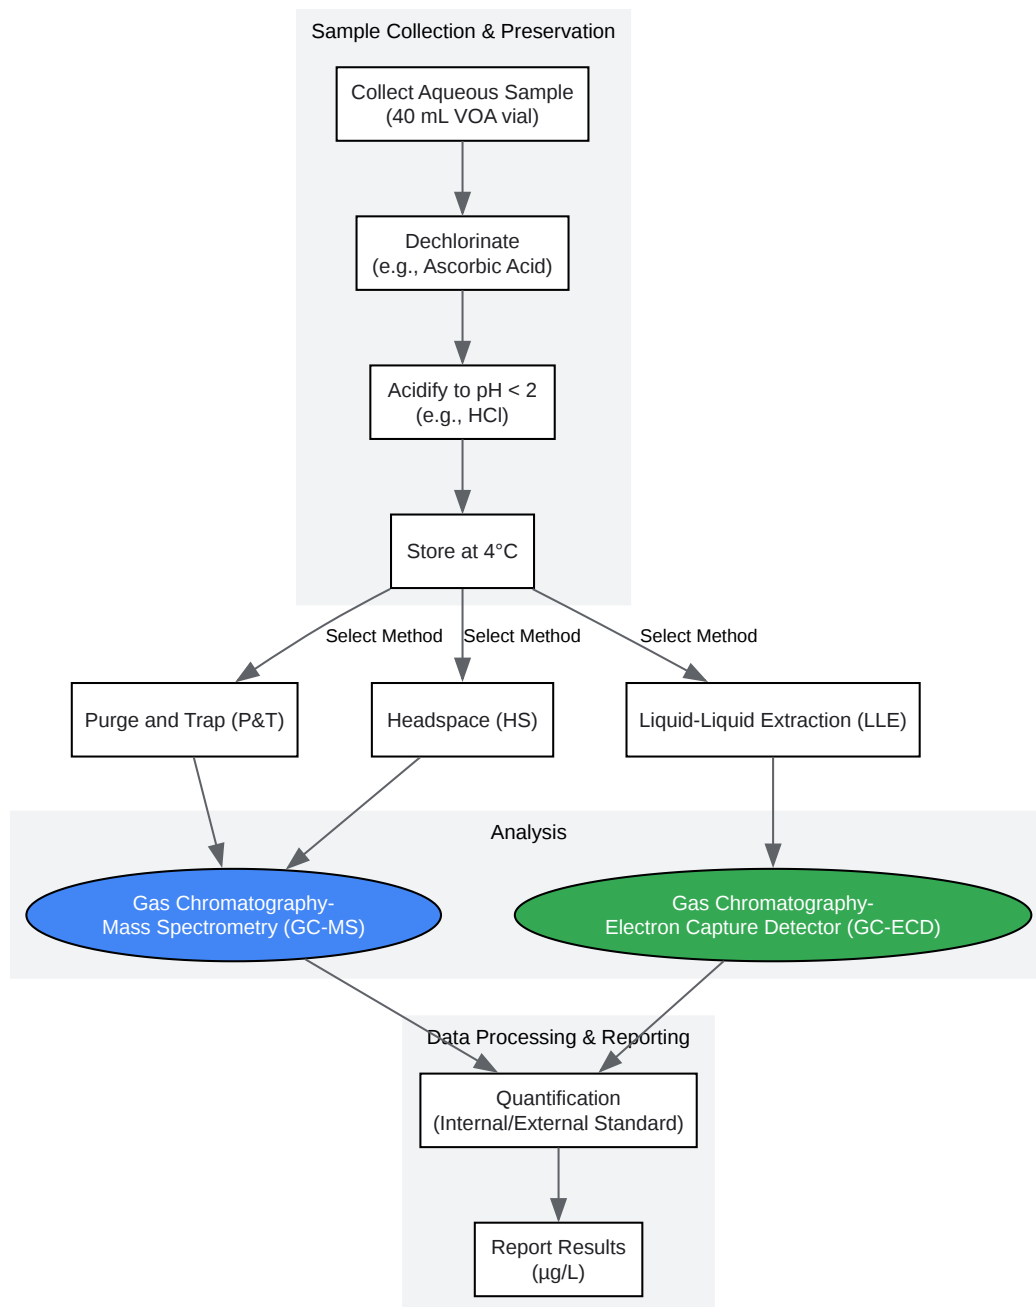 Sample Collection & Preservation
Collect Aqueous Sample
(40 mL VOA vial)
Dechlorinate
(e.g., Ascorbic Acid)
Acidify to pH < 2
(e.g., HCl)
Store at 4°C
Select Method
Select Method
Select Method
Purge and Trap (P&T)
Headspace (HS)
Liquid-Liquid Extraction (LLE)
Analysis
Gas Chromatography-
Mass Spectrometry (GC-MS)
Gas Chromatography-
Electron Capture Detector (GC-ECD)
Data Processing & Reporting
Quantification
(Internal/External Standard)
Report Results
(µg/L)